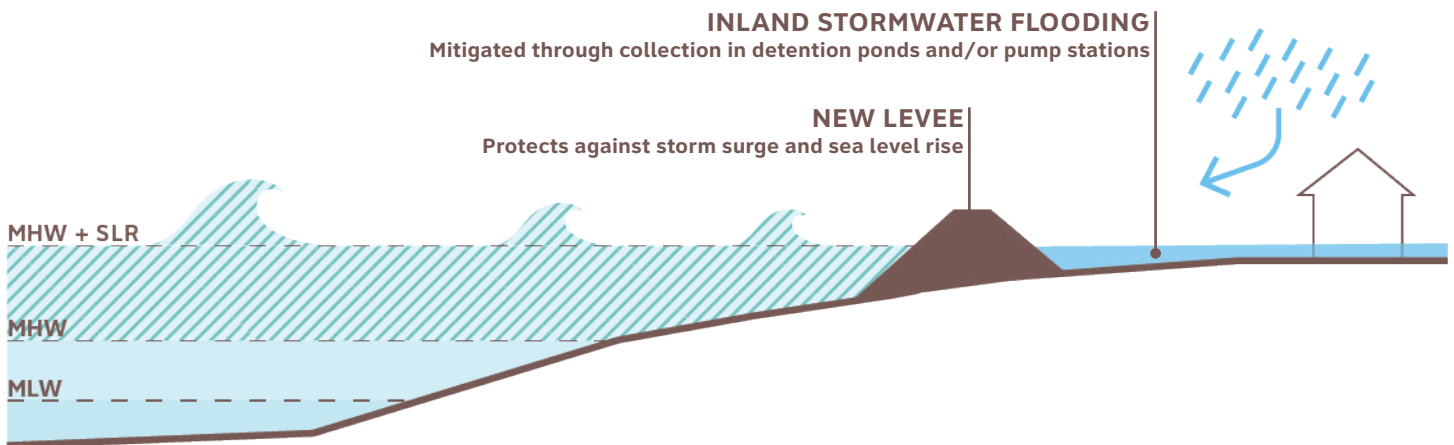 INLAND STORMWATER FLOODING
Mitigated through collection in detention ponds and/or pump stations
NEW LEVEE
Protects against storm surge and sea level rise
MHW + SLR
MHW
MLW